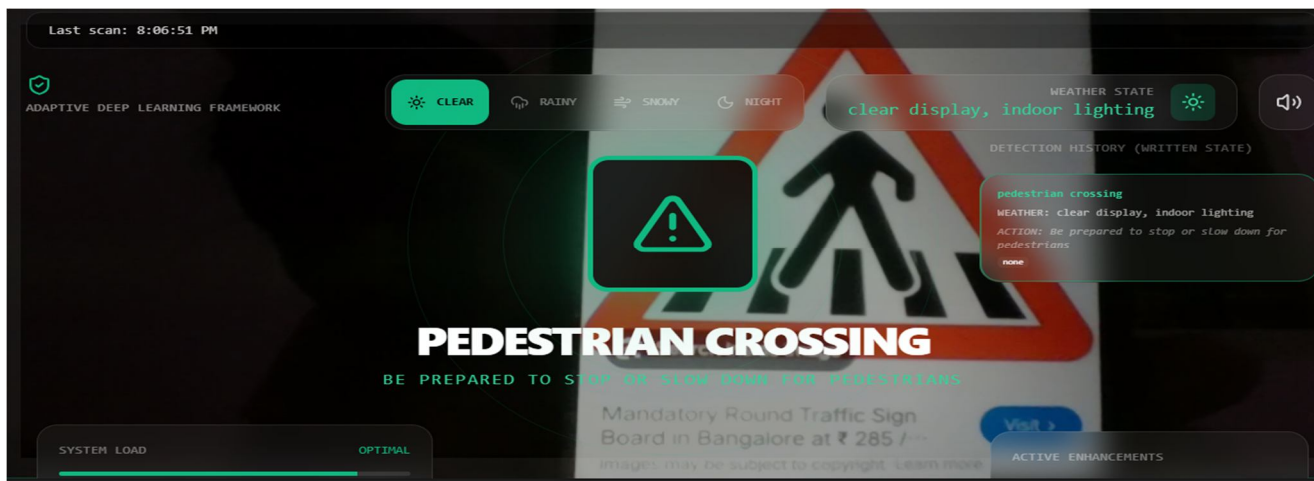 Last scan: 8:06:51 PM
ADAPTIVE DEEP LEARNING FRAMEWORK
CLEAR
RAINY
SNOWY
NIGHT
WEATHER STATE
clear display, indoor lighting
DETECTION HISTORY (WRITTEN STATE)
pedestrian crossing
WEATHER: clear display, indoor lighting
ACTION: Be prepared to stop or slow down for
pedestrians
none
PEDESTRIAN CROSSING
BE PREPARED TO STOP OR SLOW DOWN FOR PEDESTRIANS
Mandatory Round Traffic Sign
Board in Bangalore at ₹ 285 /
Visit >
Images may be subject to copyright. Learn more
SYSTEM LOAD
OPTIMAL
ACTIVE ENHANCEMENTS